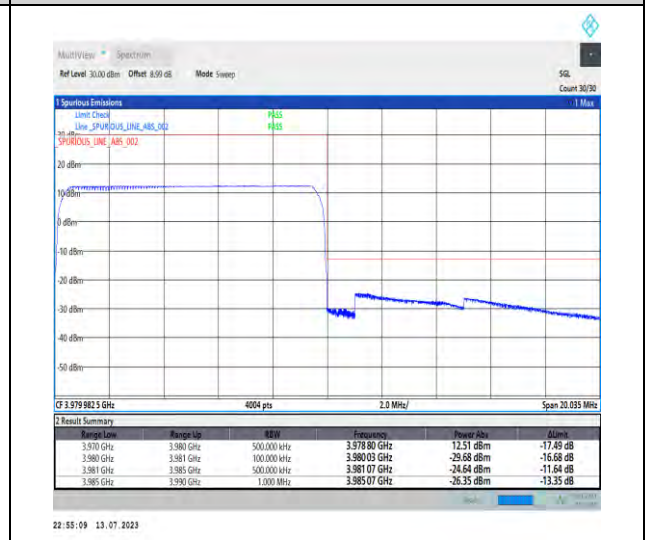 MultiView Spectrum
Ref Level 30.00 dBm Offset 8.99 dB Mode Sweep SGL
Count 30/30
1 Spurious Emissions 1 Max
Limit Check PASS
Line _SPURIOUS_LINE_ABS_002 PASS
30 dBm
_SPURIOUS_LINE_ABS_002
20 dBm
10 dBm
0 dBm
-10 dBm
-20 dBm
-30 dBm
-40 dBm
-50 dBm
CF 3.979 982 5 GHz 4004 pts 2.0 MHz/ Span 20.035 MHz
2 Result Summary
Range Low Range Up RBW Frequency Power Abs ΔLimit
3.970 GHz 3.980 GHz 500.000 kHz 3.978 80 GHz 12.51 dBm -17.49 dB
3.980 GHz 3.981 GHz 100.000 kHz 3.980 03 GHz -29.68 dBm -16.68 dB
3.981 GHz 3.985 GHz 500.000 kHz 3.981 07 GHz -24.64 dBm -11.64 dB
3.985 GHz 3.990 GHz 1.000 MHz 3.985 07 GHz -26.35 dBm -13.35 dB
22:55:09 13.07.2023